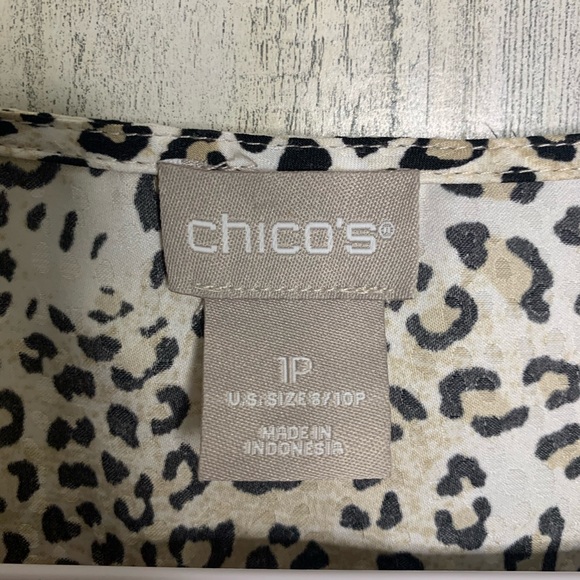 chico's®
1P
U.S. SIZE 8/10P
MADE IN
INDONESIA